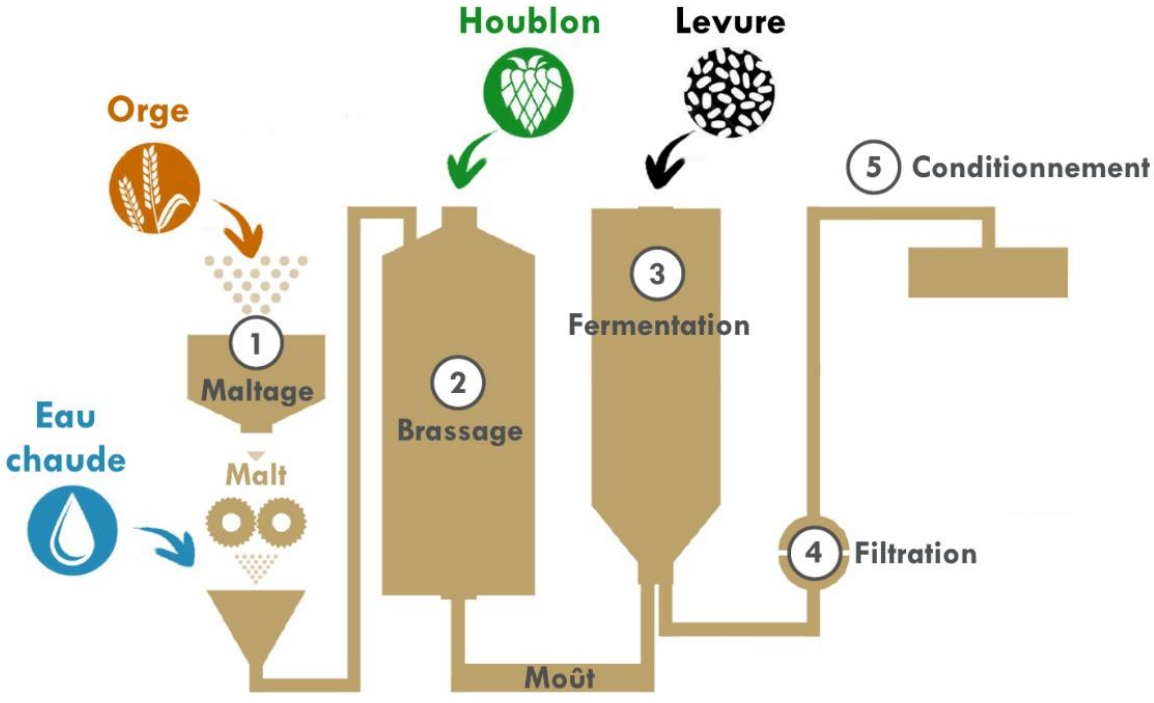 Houblon
Levure
Orge
5 Conditionnement
3
Fermentation
1
Maltage
2
Brassage
Eau
chaude
Malt
4 Filtration
Moût